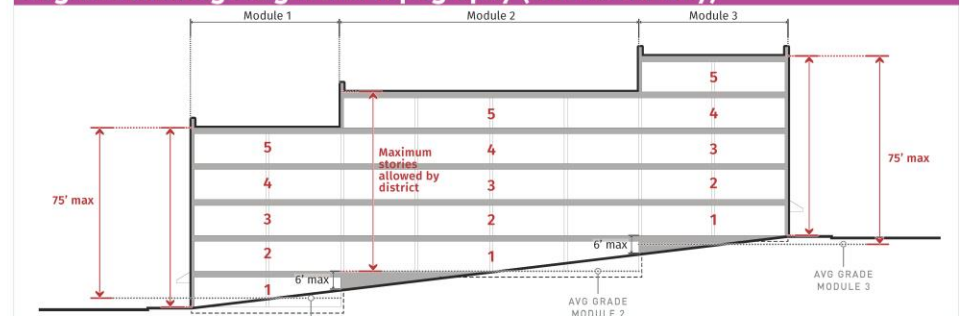 Module 1
Module 2
Module 3
5
4
3
2
1
5
4
3
2
1
5
4
3
2
1
75' max
Maximum
stories
allowed by
district
75' max
6' max
6' max
AVG GRADE
MODULE 2
AVG GRADE
MODULE 3